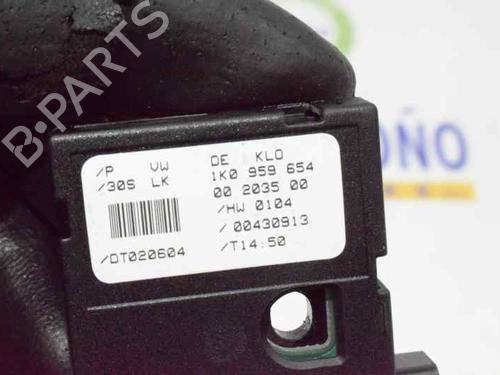 /P VW DE KLO
/30S LK 1K0 959 654
00 2035 00
/HW 0104
/00430913
/DT020604 /T14:50
B-PARTS
OÑO